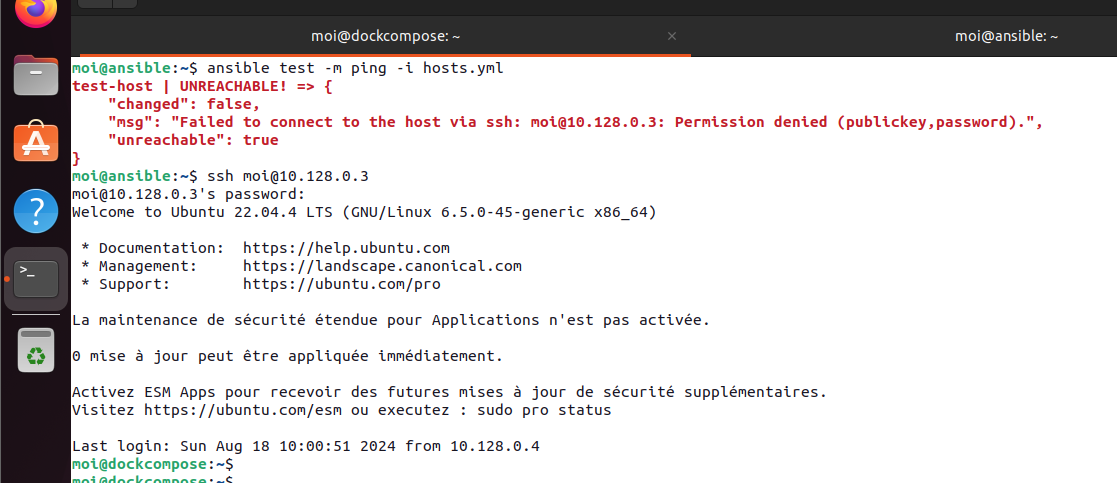 moi@dockcompose: ~ × moi@ansible: ~
moi@ansible:~$ ansible test -m ping -i hosts.yml
test-host | UNREACHABLE! => {
    "changed": false,
    "msg": "Failed to connect to the host via ssh: moi@10.128.0.3: Permission denied (publickey,password).",
    "unreachable": true
}
moi@ansible:~$ ssh moi@10.128.0.3
moi@10.128.0.3's password:
Welcome to Ubuntu 22.04.4 LTS (GNU/Linux 6.5.0-45-generic x86_64)

 * Documentation:  https://help.ubuntu.com
 * Management:     https://landscape.canonical.com
 * Support:        https://ubuntu.com/pro

La maintenance de sécurité étendue pour Applications n'est pas activée.

0 mise à jour peut être appliquée immédiatement.

Activez ESM Apps pour recevoir des futures mises à jour de sécurité supplémentaires.
Visitez https://ubuntu.com/esm ou executez : sudo pro status

Last login: Sun Aug 18 10:00:51 2024 from 10.128.0.4
moi@dockcompose:~$
moi@dockcompose:~$